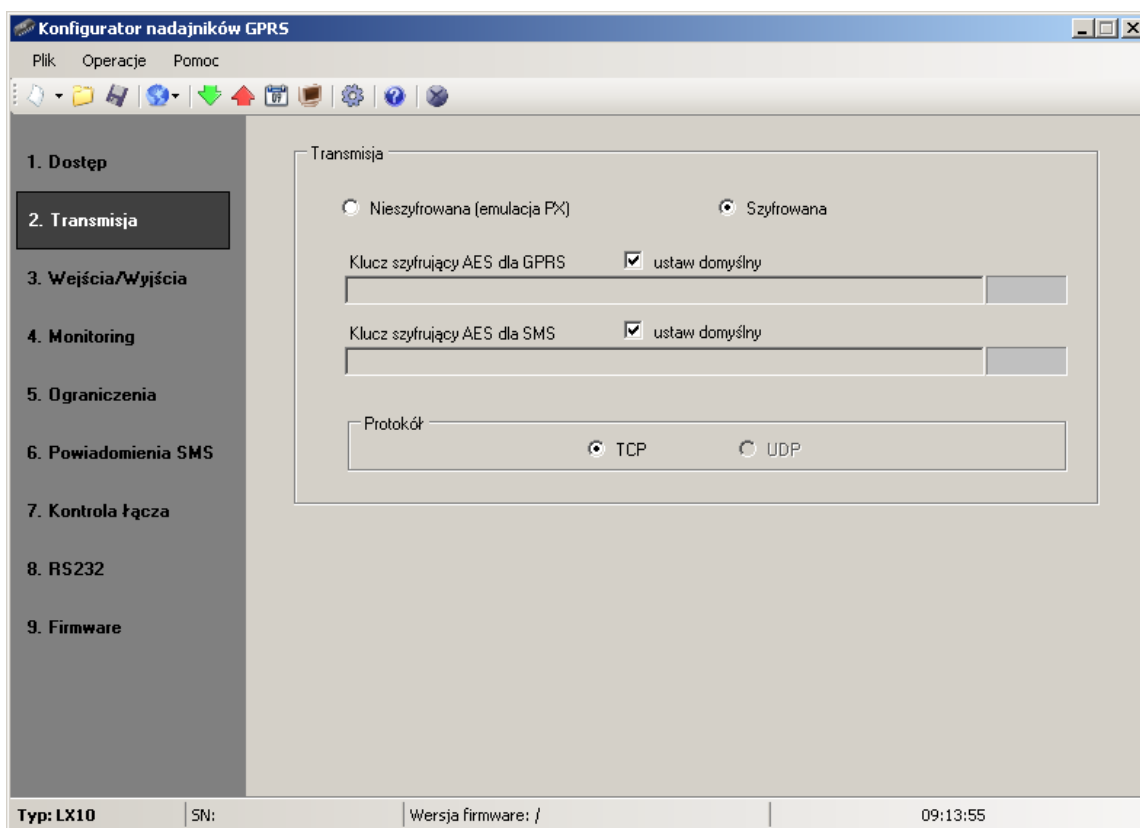 Konfigurator nadajników GPRS
Plik Operacje Pomoc
1. Dostęp
2. Transmisja
3. Wejścia/Wyjścia
4. Monitoring
5. Ograniczenia
6. Powiadomienia SMS
7. Kontrola łącza
8. RS232
9. Firmware
Transmisja
Nieszyfrowana (emulacja PX) Szyfrowana
Klucz szyfrujący AES dla GPRS ustaw domyślny
Klucz szyfrujący AES dla SMS ustaw domyślny
Protokół
TCP UDP
Typ: LX10 SN: Wersja firmware: / 09:13:55